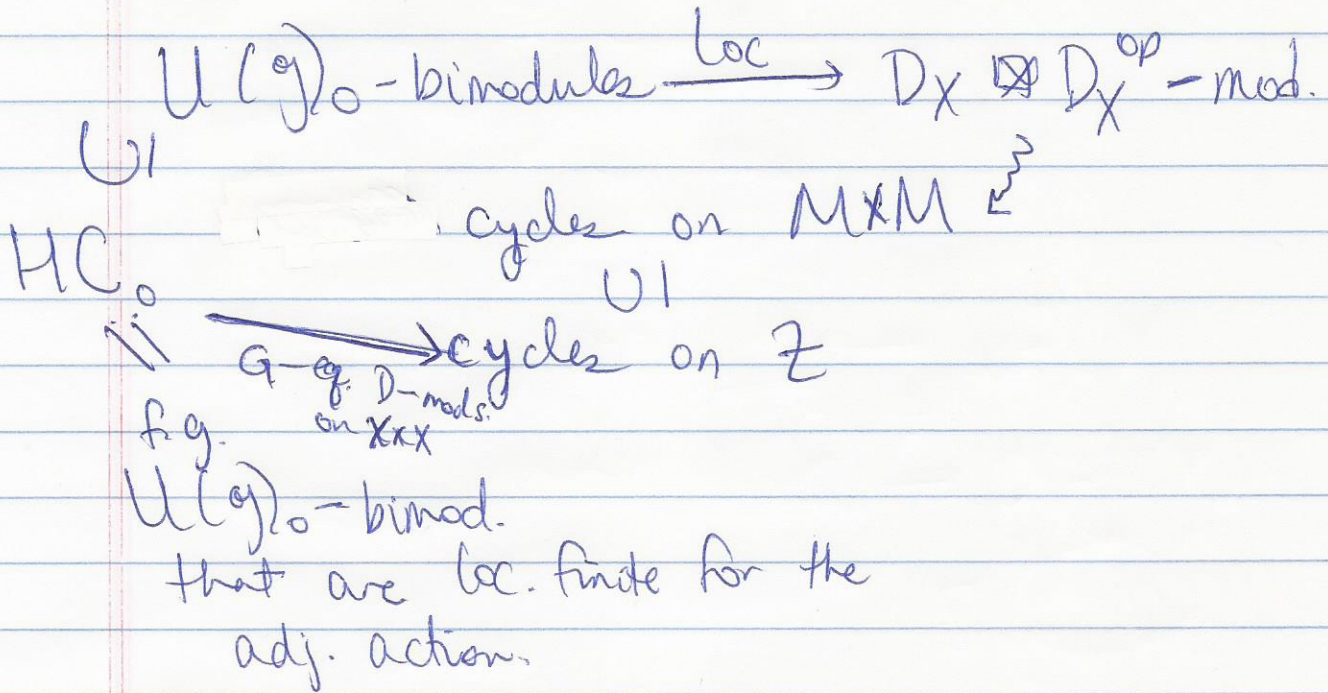 U(g)₀-bimodules —Loc→ D_X ⊠ D_X^op - mod.
∪|
cycles on M×M
HC₀
∪|
cycles on Z
G-eq. D-mods.
on X×X
f.g.
U(g)₀-bimod.
that are loc. finite for the
adj. action.